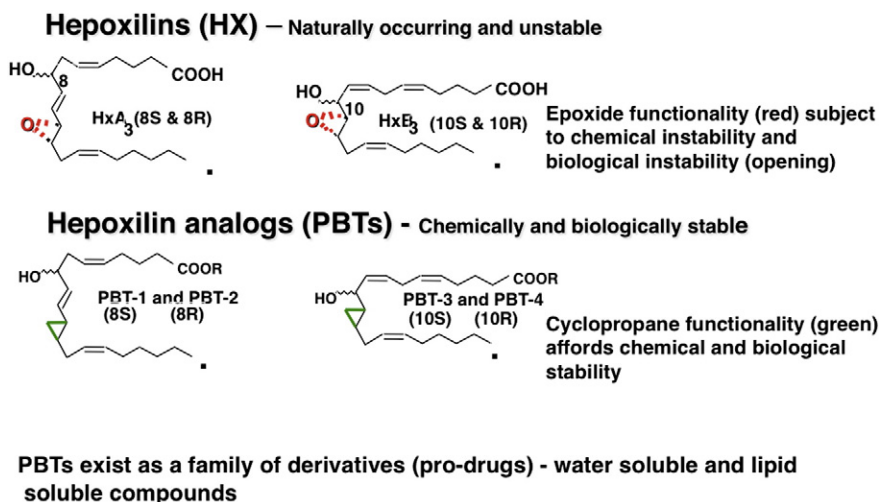 Hepoxilins (HX) – Naturally occurring and unstable
HO 8 COOH
HxA3 (8S & 8R)
O
HO 10 COOH
HxB3 (10S & 10R)
O
Epoxide functionality (red) subject
to chemical instability and
biological instability (opening)
Hepoxilin analogs (PBTs) - Chemically and biologically stable
HO COOR
PBT-1 and PBT-2
(8S) (8R)
HO COOR
PBT-3 and PBT-4
(10S) (10R)
Cyclopropane functionality (green)
affords chemical and biological
stability
PBTs exist as a family of derivatives (pro-drugs) - water soluble and lipid
soluble compounds